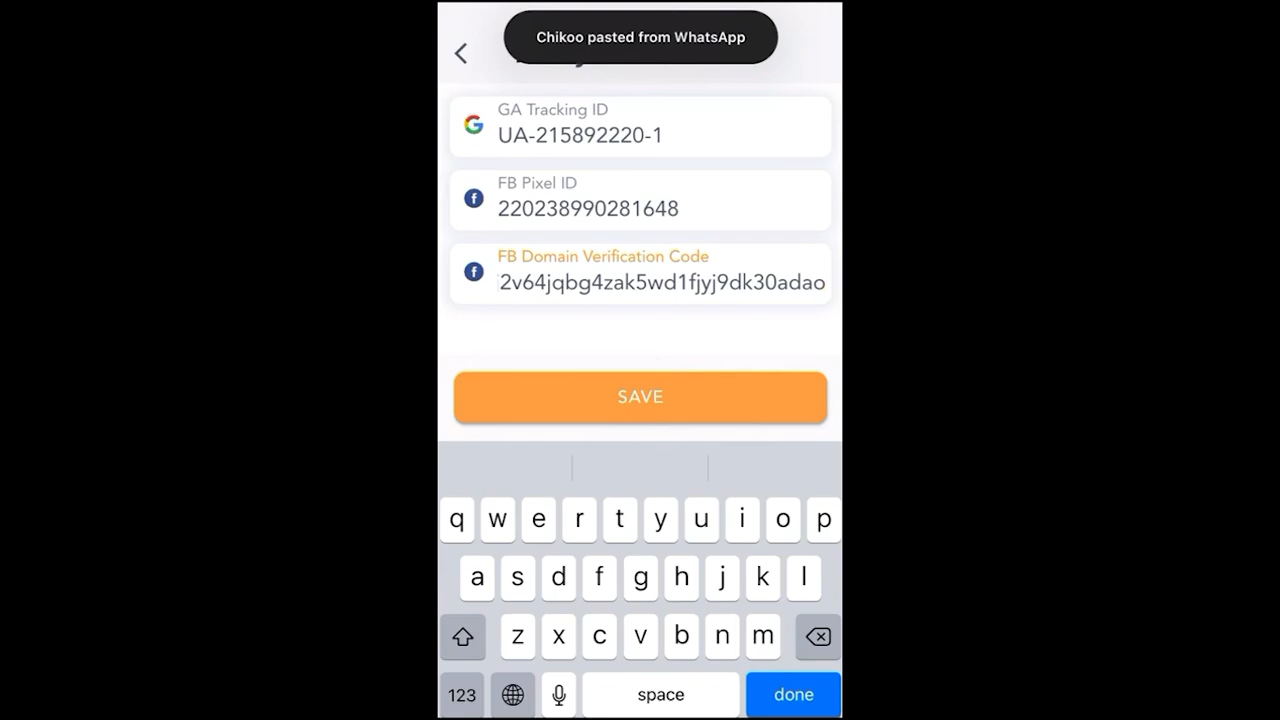 Chikoo pasted from WhatsApp
GA Tracking ID
UA-215892220-1
FB Pixel ID
220238990281648
FB Domain Verification Code
2v64jqbg4zak5wd1fjyj9dk30adao
SAVE
q w e r t y u i o p
a s d f g h j k l
z x c v b n m
123 space done